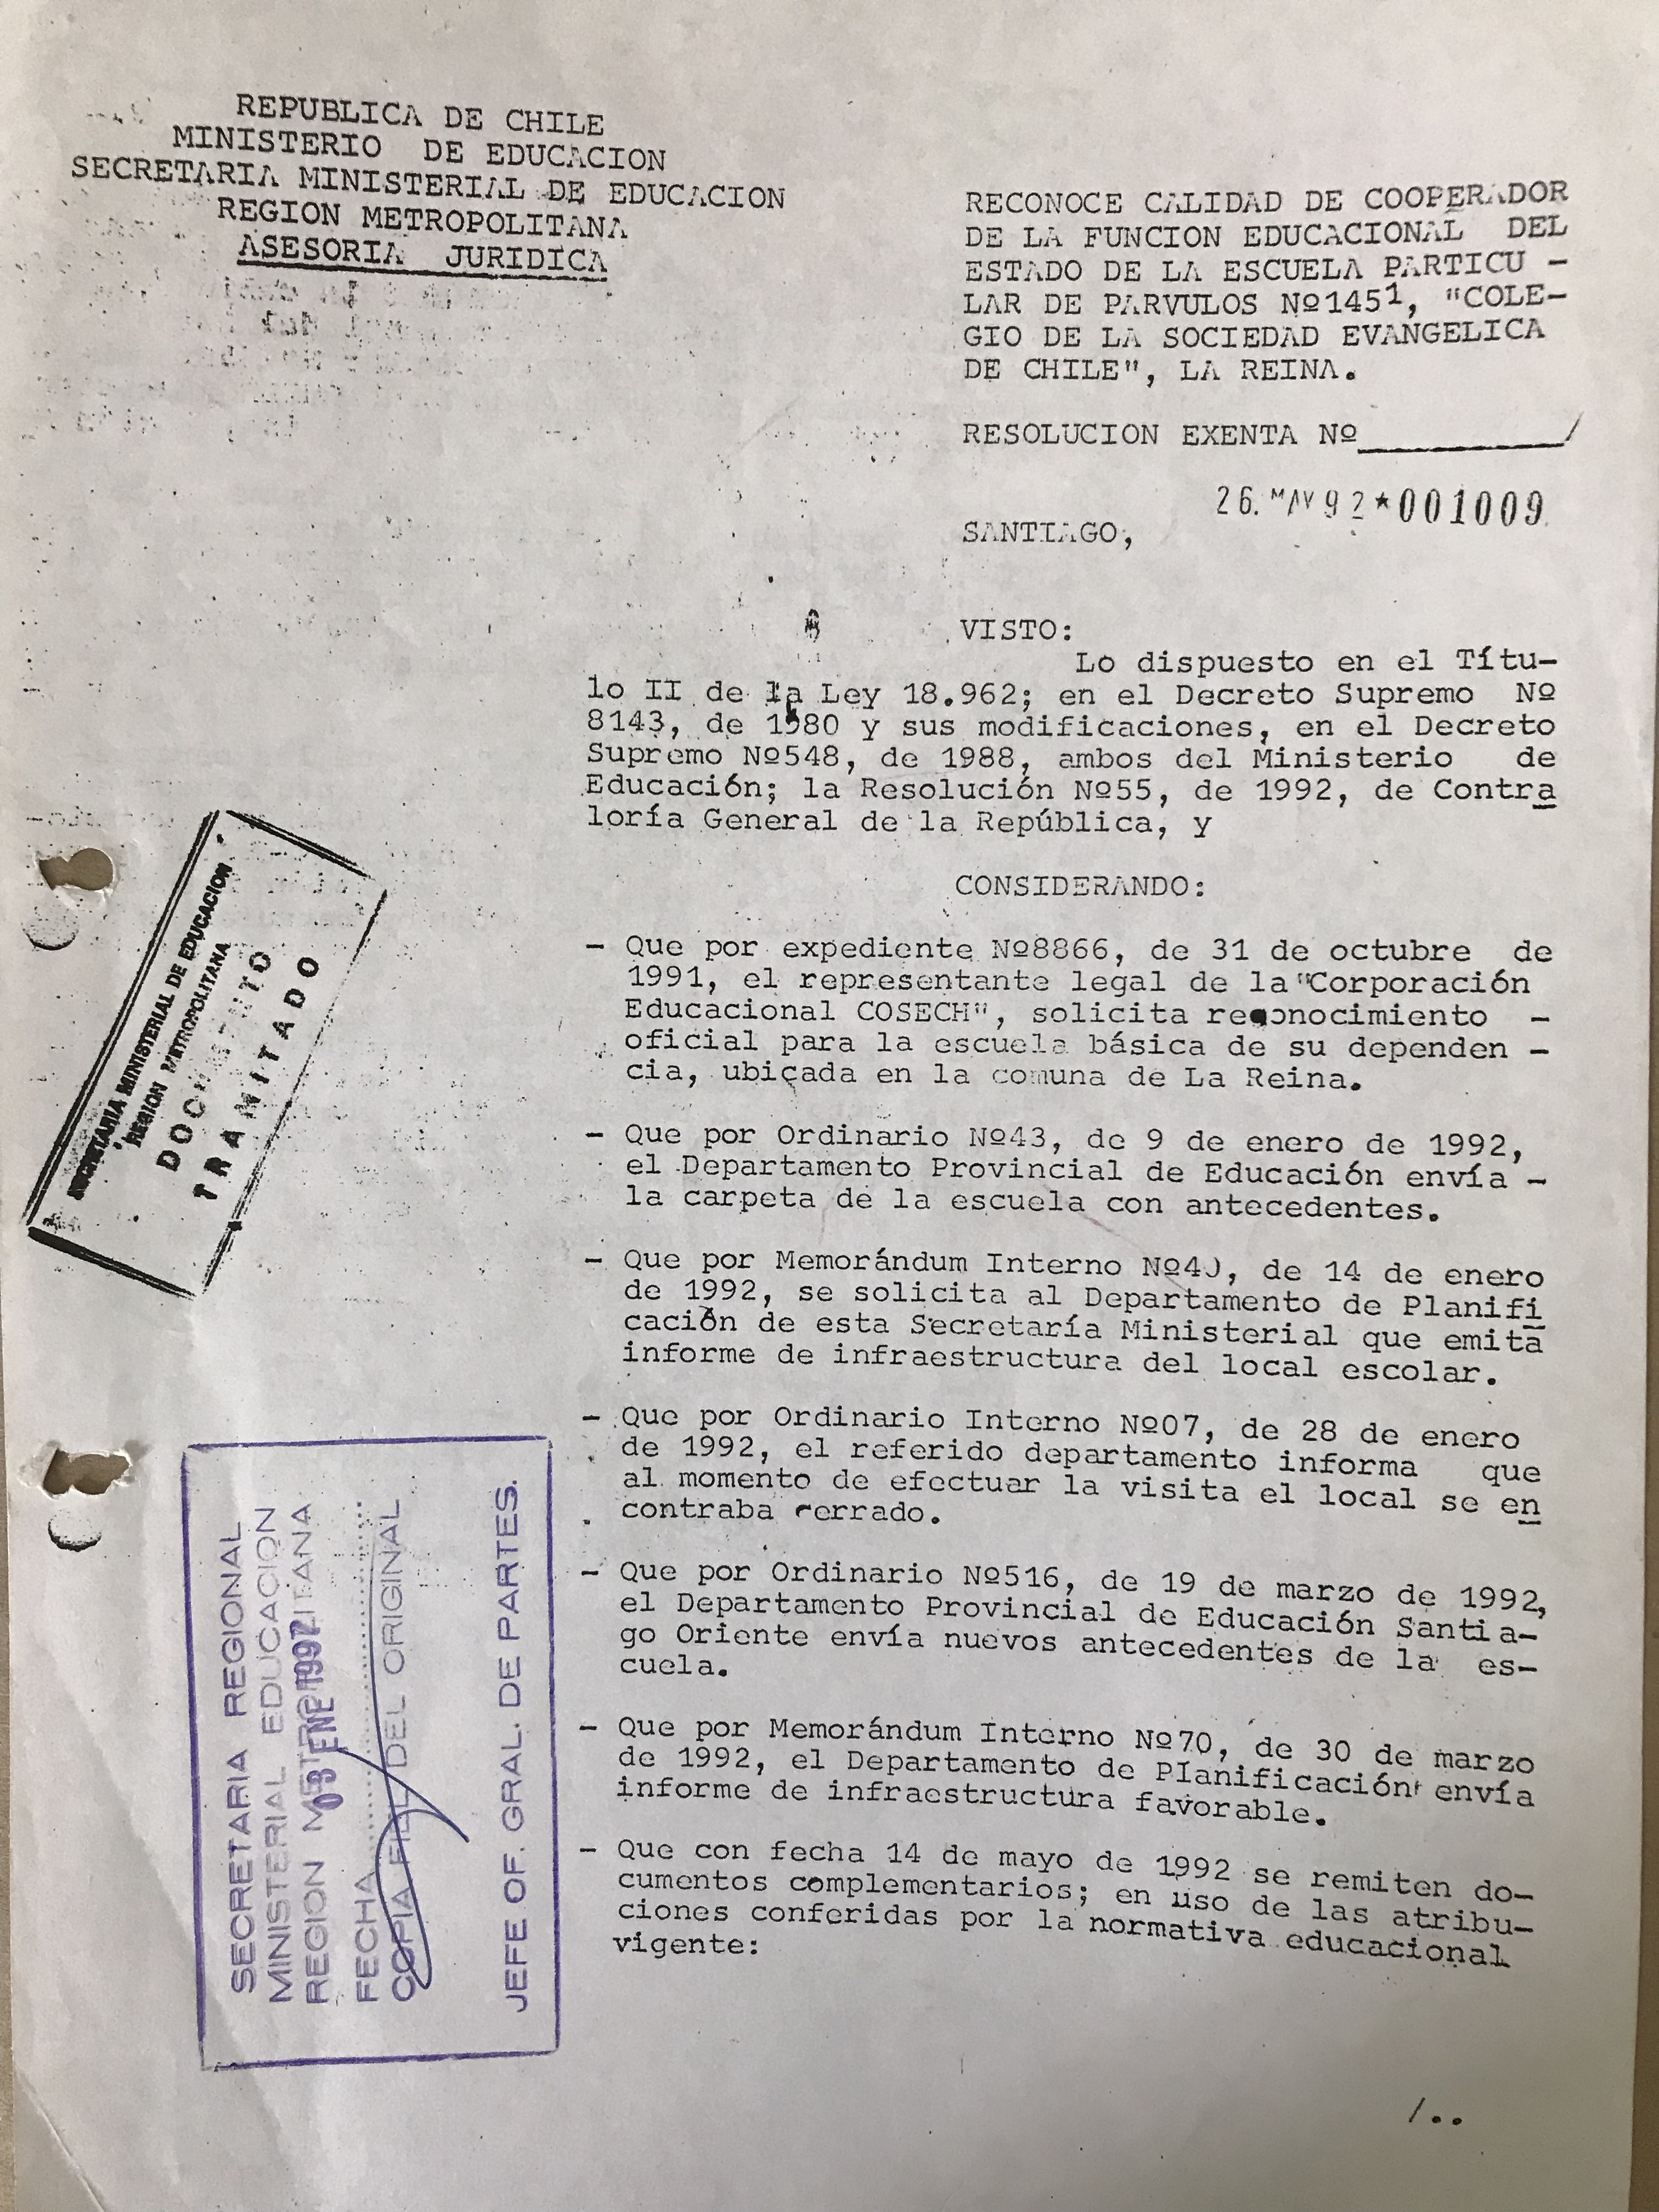 REPUBLICA DE CHILE
MINISTERIO DE EDUCACION
SECRETARIA MINISTERIAL DE EDUCACION
REGION METROPOLITANA
ASESORIA JURIDICA
RECONOCE CALIDAD DE COOPERADOR
DE LA FUNCION EDUCACIONAL DEL
ESTADO DE LA ESCUELA PARTICU -
LAR DE PARVULOS Nº1451, "COLE-
GIO DE LA SOCIEDAD EVANGELICA
DE CHILE", LA REINA.
RESOLUCION EXENTA Nº_________/
26. MAY 92*001009
SANTIAGO,
VISTO:
Lo dispuesto en el Títu-
lo II de la Ley 18.962; en el Decreto Supremo Nº
8143, de 1980 y sus modificaciones, en el Decreto
Supremo Nº548, de 1988, ambos del Ministerio de
Educación; la Resolución Nº55, de 1992, de Contra
loría General de la República, y
CONSIDERANDO:
- Que por expediente Nº8866, de 31 de octubre de
1991, el representante legal de la "Corporación
Educacional COSECH", solicita reconocimiento -
oficial para la escuela básica de su dependen -
cia, ubicada en la comuna de La Reina.
- Que por Ordinario Nº43, de 9 de enero de 1992,
el Departamento Provincial de Educación envía -
la carpeta de la escuela con antecedentes.
- Que por Memorándum Interno de 14 de enero
de 1992, se solicita al Departamento de Planifi
cación de esta Secretaría Ministerial que emita
informe de infraestructura del local escolar.
- Que por Ordinario Interno Nº07, de 28 de enero
de 1992, el referido departamento informa que
al momento de efectuar la visita el local se en
contraba cerrado.
- Que por Ordinario Nº516, de 19 de marzo de 1992,
el Departamento Provincial de Educación Santia-
go Oriente envía nuevos antecedentes de la es-
cuela.
- Que por Memorándum Interno Nº70, de 30 de marzo
de 1992, el Departamento de Planificación envía
informe de infraestructura favorable.
- Que con fecha 14 de mayo de 1992 se remiten do-
cumentos complementarios; en uso de las atribu-
ciones conferidas por la normativa educacional
vigente:
/..
SECRETARIA MINISTERIAL DE EDUCACION
REGION METROPOLITANA
DOCUMENTO
TRAMITADO
SECRETARIA REGIONAL
MINISTERIAL EDUCACION
REGION METROPOLITANA
03 ENE 1997
FECHA..........
COPIA FIEL DEL ORIGINAL
JEFE OF. GRAL. DE PARTES.